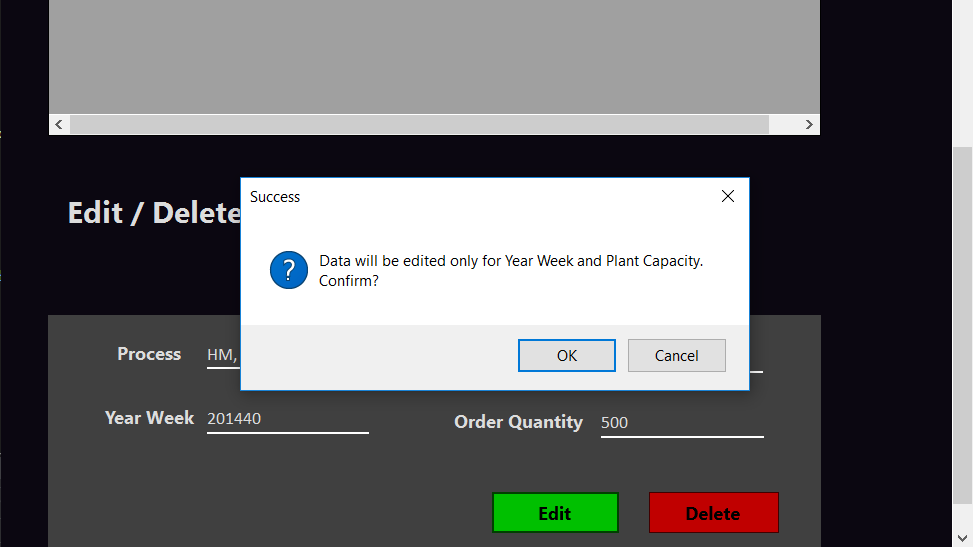 Success
Edit / Delete
?
Data will be edited only for Year Week and Plant Capacity.
Confirm?
OK Cancel
Process HM,
Year Week 201440
Order Quantity 500
Edit Delete